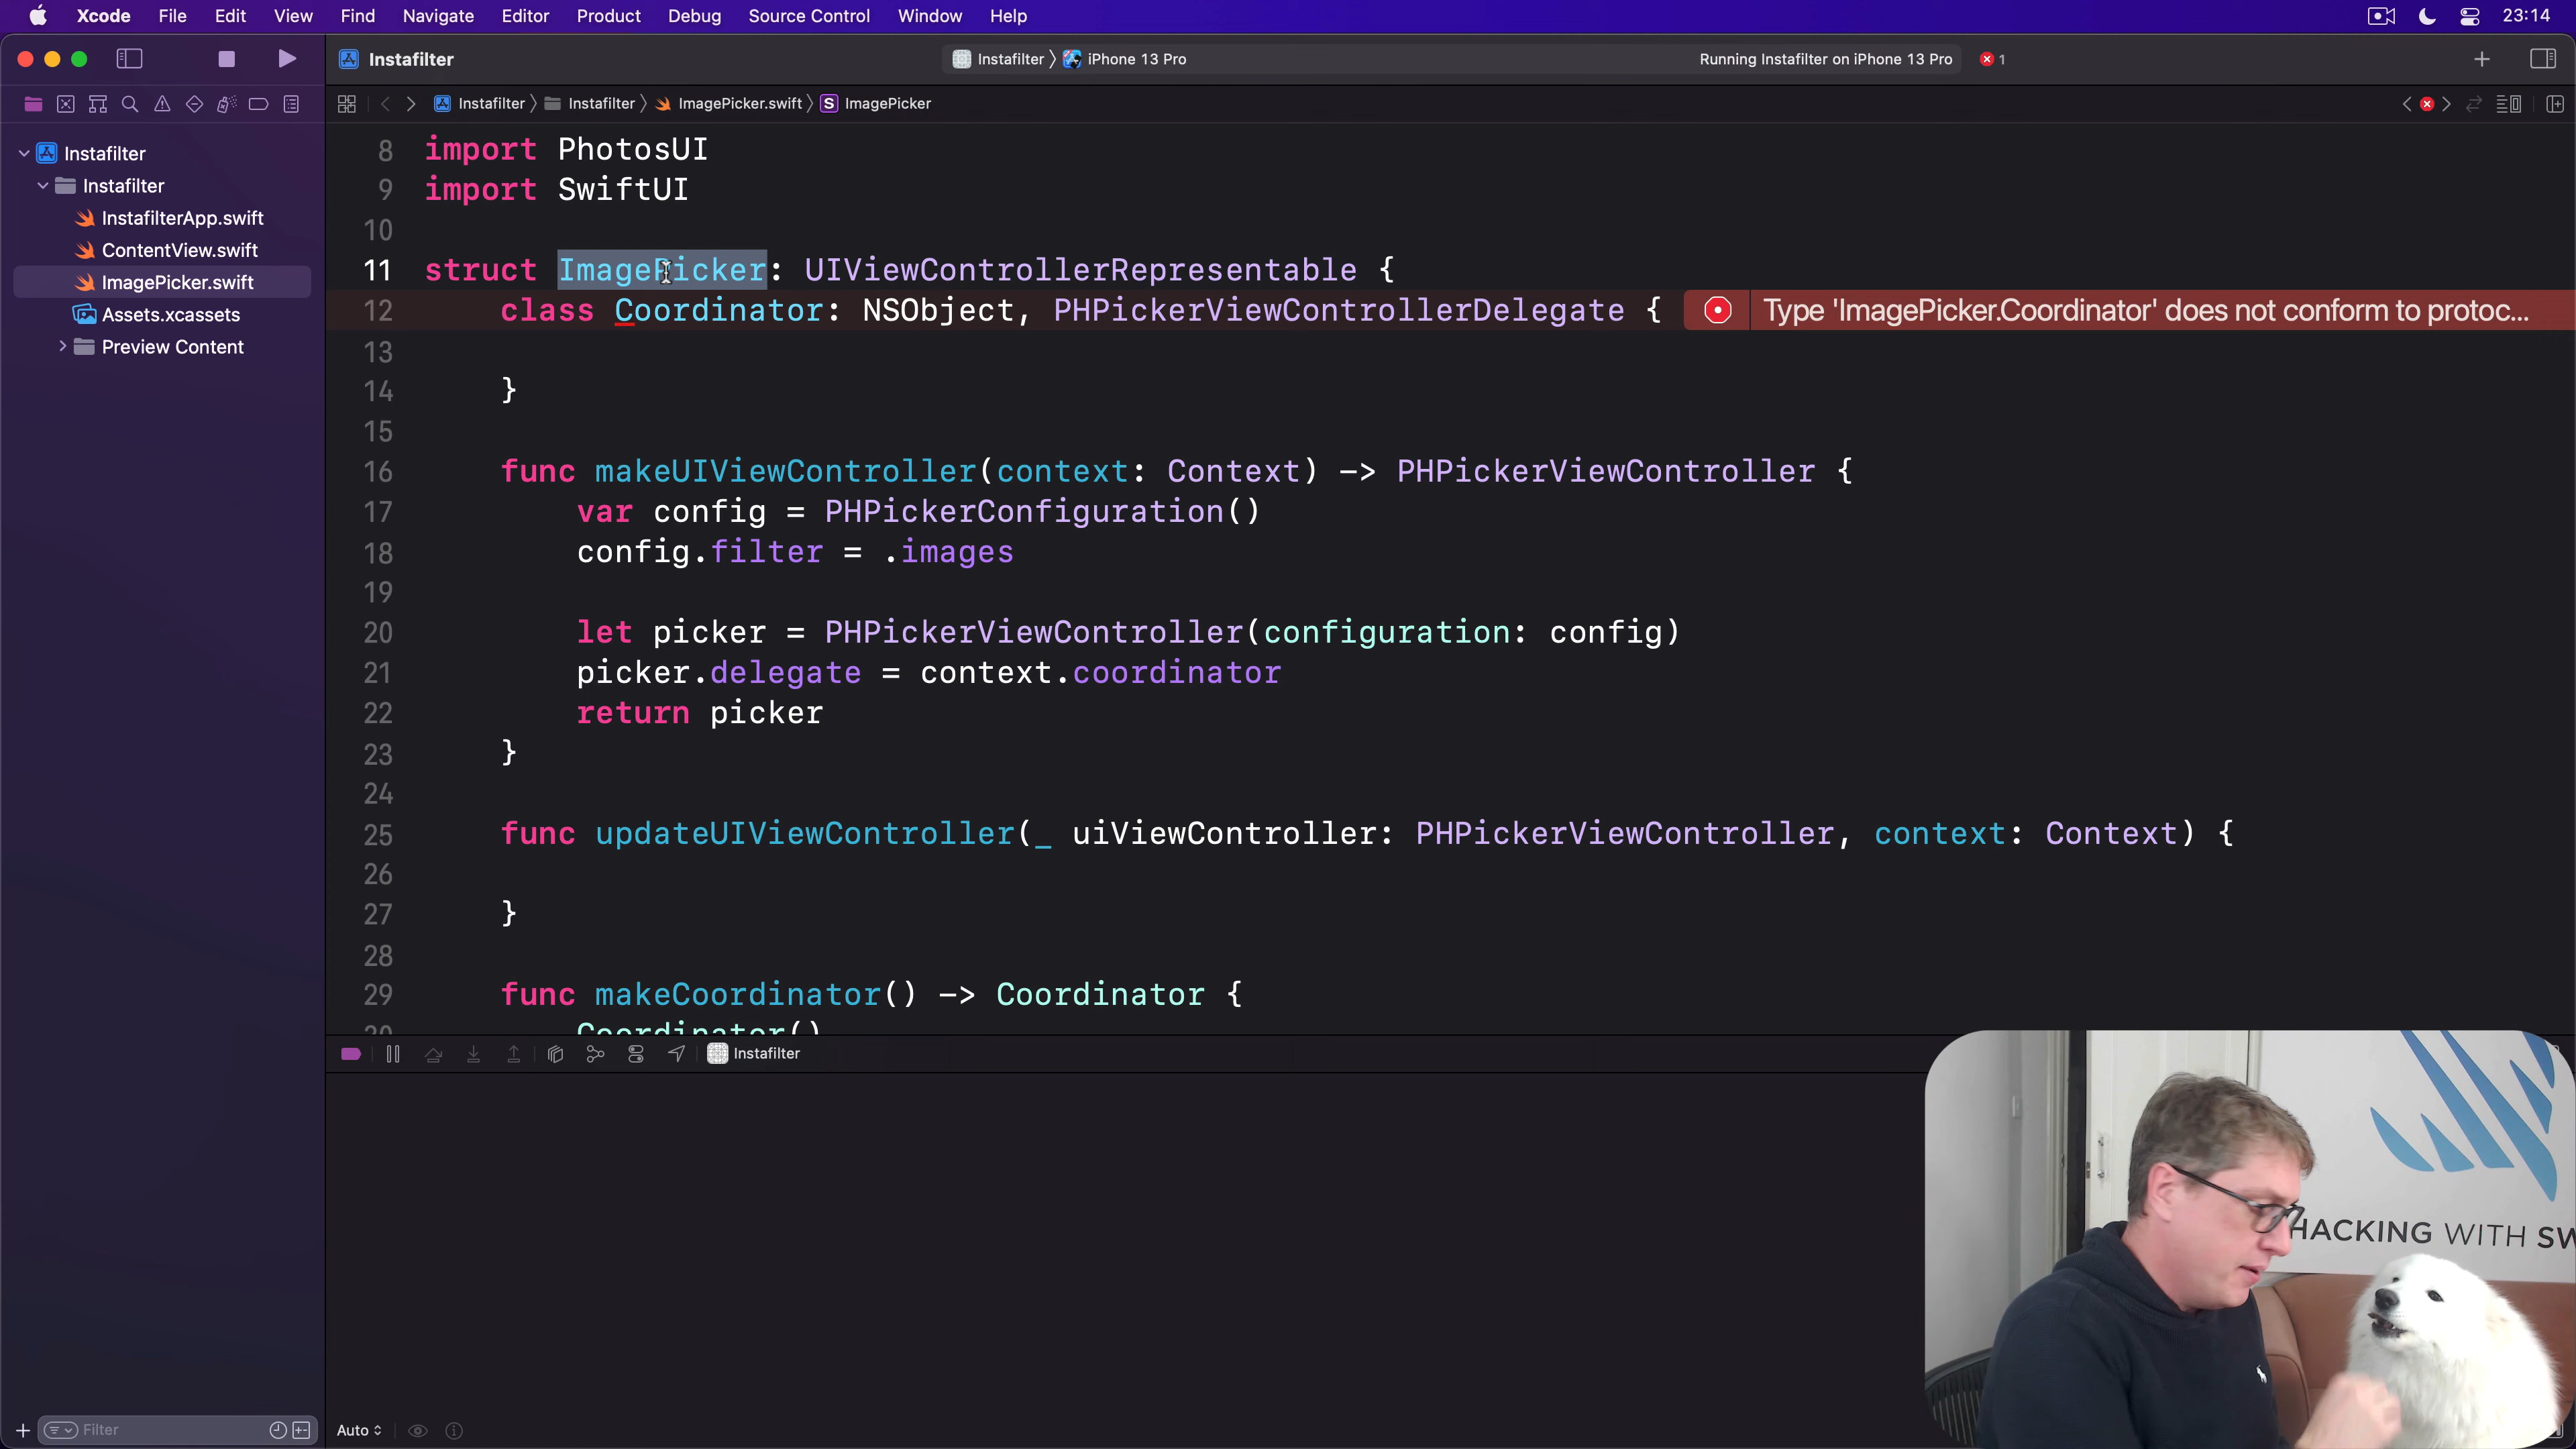 Xcode File Edit View Find Navigate Editor Product Debug Source Control Window Help 23:14
Instafilter Instafilter iPhone 13 Pro Running Instafilter on iPhone 13 Pro 1
Instafilter Instafilter ImagePicker.swift S ImagePicker
Instafilter
Instafilter
InstafilterApp.swift
ContentView.swift
ImagePicker.swift
Assets.xcassets
Preview Content
8 import PhotosUI
9 import SwiftUI
10
11 struct ImagePicker: UIViewControllerRepresentable {
12 class Coordinator: NSObject, PHPickerViewControllerDelegate { Type 'ImagePicker.Coordinator' does not conform to protoc...
13
14 }
15
16 func makeUIViewController(context: Context) -> PHPickerViewController {
17 var config = PHPickerConfiguration()
18 config.filter = .images
19
20 let picker = PHPickerViewController(configuration: config)
21 picker.delegate = context.coordinator
22 return picker
23 }
24
25 func updateUIViewController(_ uiViewController: PHPickerViewController, context: Context) {
26
27 }
28
29 func makeCoordinator() -> Coordinator {
30 Coordinator()
Instafilter
HACKING WITH SW
Filter
Auto